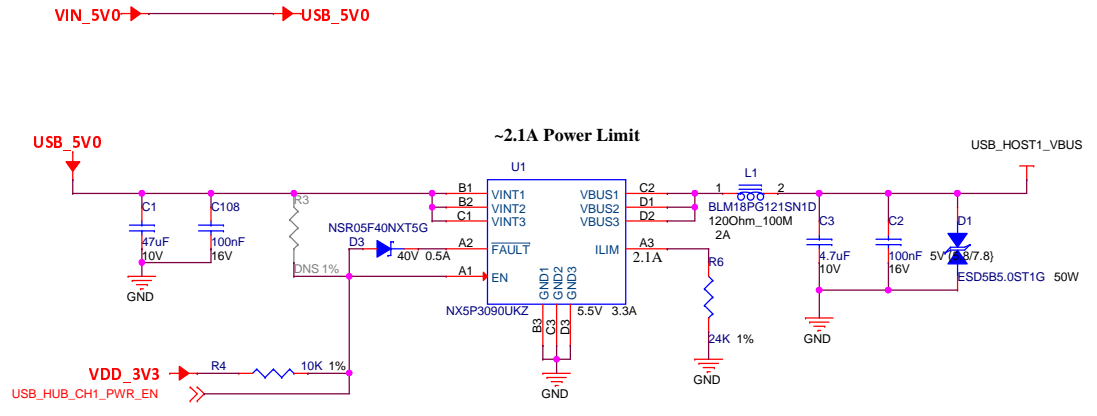 VIN_5V0 USB_5V0
~2.1A Power Limit
USB_5V0
USB_HOST1_VBUS
U1
L1
B1 VINT1 VBUS1 C2 1 2
B2 VINT2 VBUS2 D1 BLM18PG121SN1D
C1 VINT3 VBUS3 D2 120Ohm_100M
2A
R3
C1 C108
47uF 100nF
10V 16V
GND
NSR05F40NXT5G
D3 40V 0.5A
A2 FAULT ILIM A3
2.1A
DNS 1% A1 EN
GND1 GND2 GND3
NX5P3090UKZ 5.5V 3.3A
B3 C3 D3
GND
R6
24K 1%
GND
C3 C2 D1
4.7uF 100nF 5V
10V 16V
ESD5B5.0ST1G 50W
GND
VDD_3V3 R4 10K 1%
USB_HUB_CH1_PWR_EN